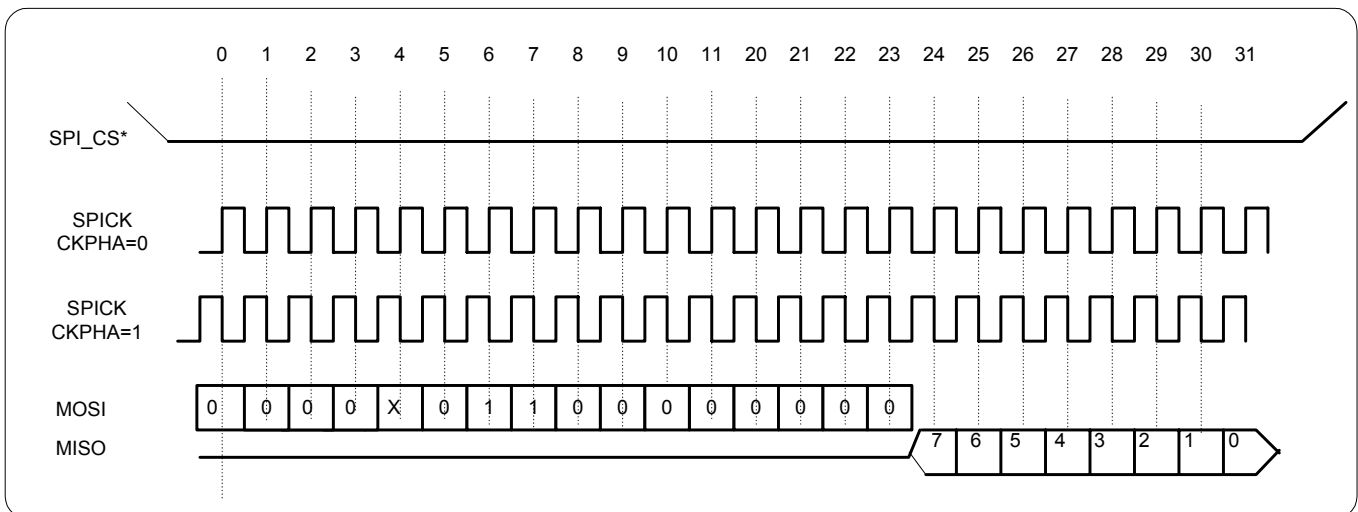 0 1 2 3 4 5 6 7 8 9 10 11 20 21 22 23 24 25 26 27 28 29 30 31
SPI_CS*
SPICK
CKPHA=0
SPICK
CKPHA=1
MOSI 0 0 0 0 X 0 1 1 0 0 0 0 0 0 0 0
MISO 7 6 5 4 3 2 1 0